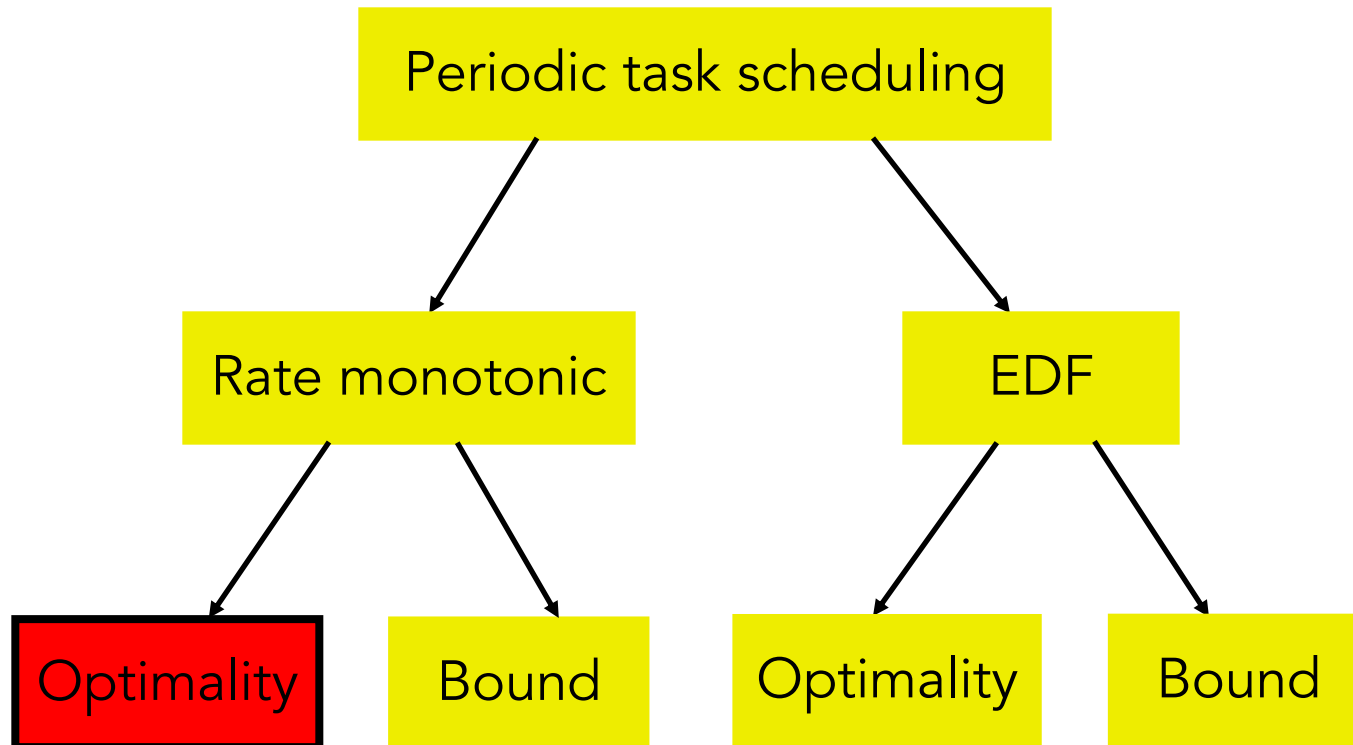 Periodic task scheduling
Rate monotonic
EDF
Optimality
Bound
Optimality
Bound